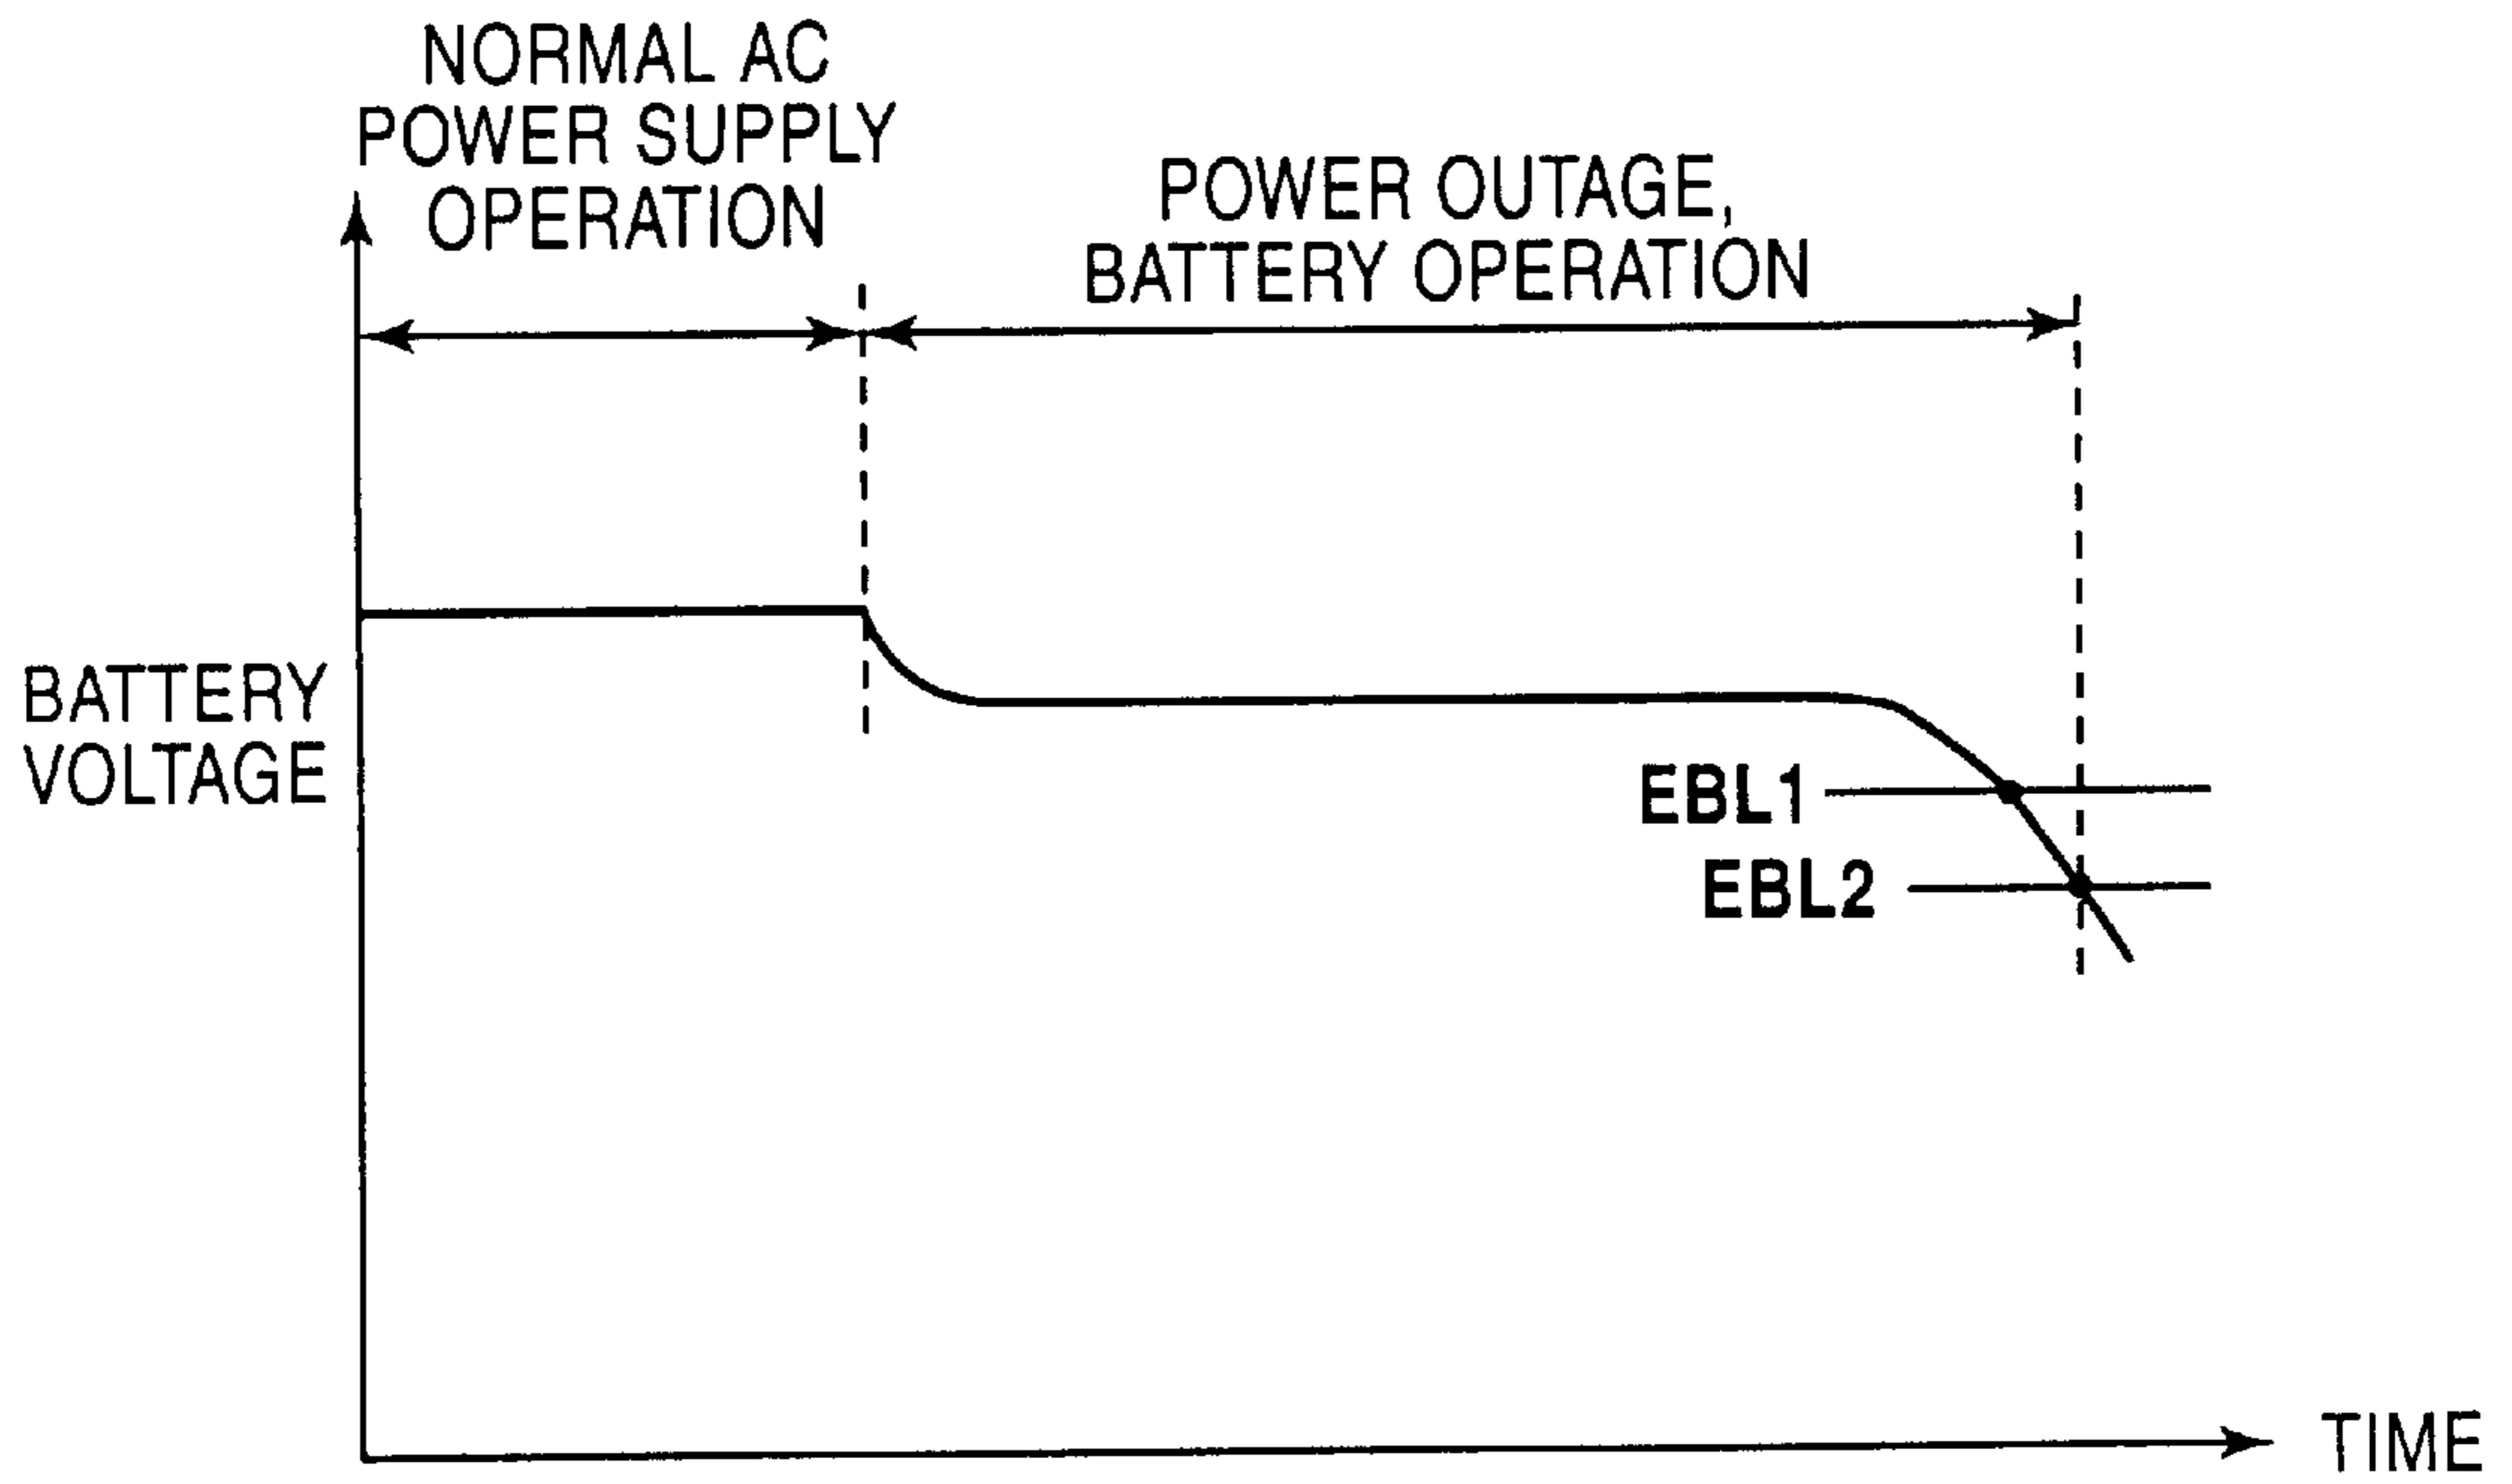 NORMAL AC
POWER SUPPLY
OPERATION
POWER OUTAGE,
BATTERY OPERATION
BATTERY
VOLTAGE
EBL1
EBL2
TIME